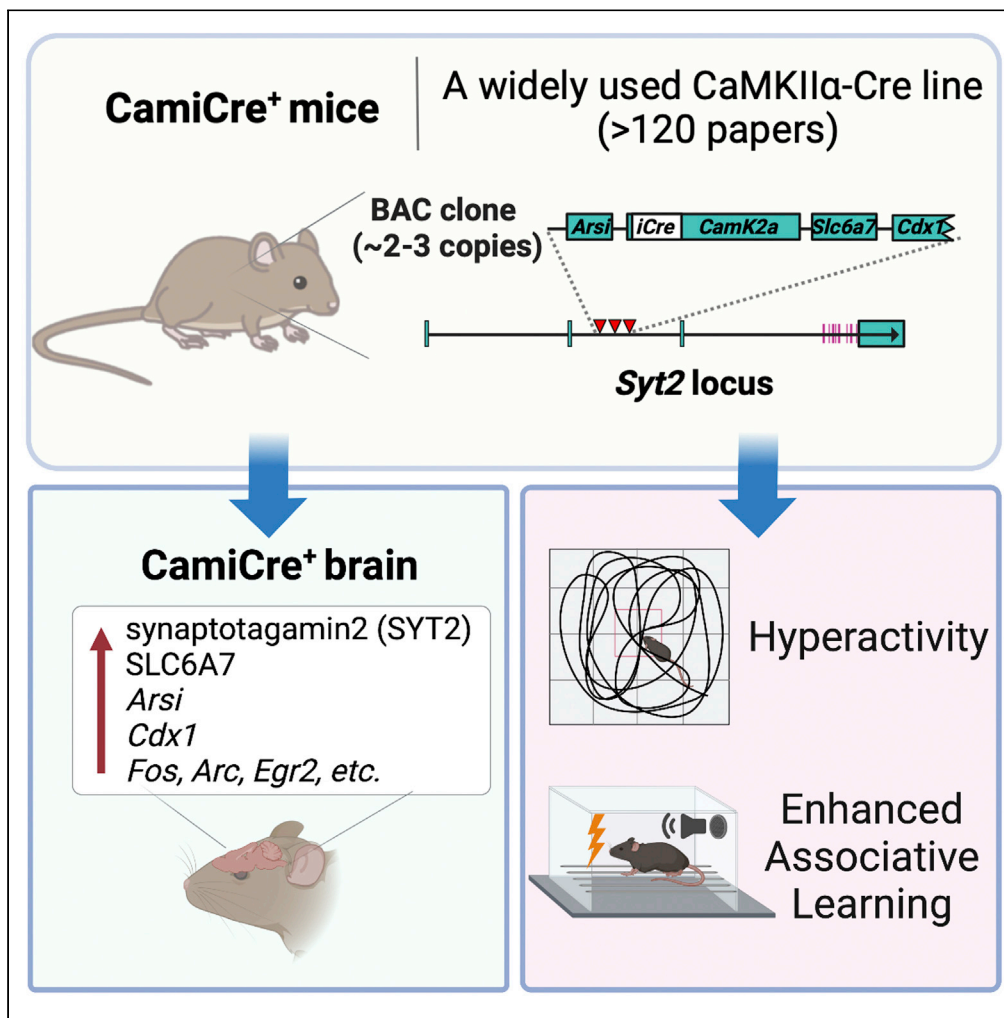 CamiCre⁺ mice
A widely used CaMKIIα-Cre line
(>120 papers)
BAC clone
(~2-3 copies)
Arsi iCre CamK2a Slc6a7 Cdx1
Syt2 locus
CamiCre⁺ brain
synaptotagamin2 (SYT2)
SLC6A7
Arsi
Cdx1
Fos, Arc, Egr2, etc.
Hyperactivity
Enhanced
Associative
Learning